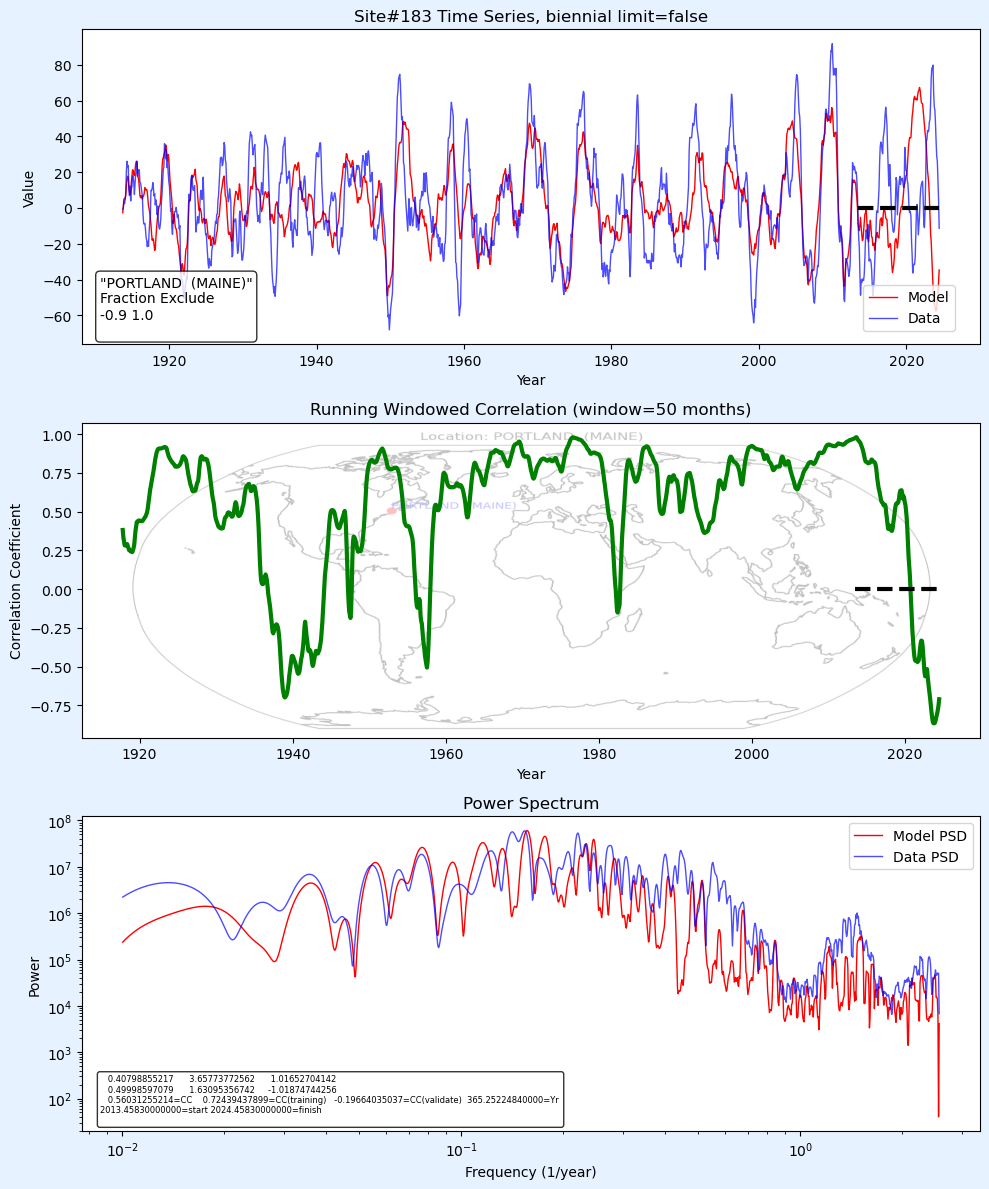 Site#183 Time Series, biennial limit=false
Value
80
60
40
20
0
−20
−40
−60
"PORTLAND  (MAINE)"
Fraction Exclude
-0.9 1.0
Model
Data
1920
1940
1960
1980
2000
2020
Year
Running Windowed Correlation (window=50 months)
Correlation Coefficient
1.00
0.75
0.50
0.25
0.00
−0.25
−0.50
−0.75
Location: PORTLAND  (MAINE)
PORTLAND  (MAINE)
1920
1940
1960
1980
2000
2020
Year
Power Spectrum
Power
10^8
10^7
10^6
10^5
10^4
10^3
10^2
Model PSD
Data PSD
0.40798855217      3.65773772562      1.01652704142
0.49998597079      1.63095356742     -1.01874744256
0.56031255214=CC    0.72439437899=CC(training)   -0.19664035037=CC(validate)  365.25224840000=Yr
2013.45830000000=start 2024.45830000000=finish
10^−2
10^−1
10^0
Frequency (1/year)